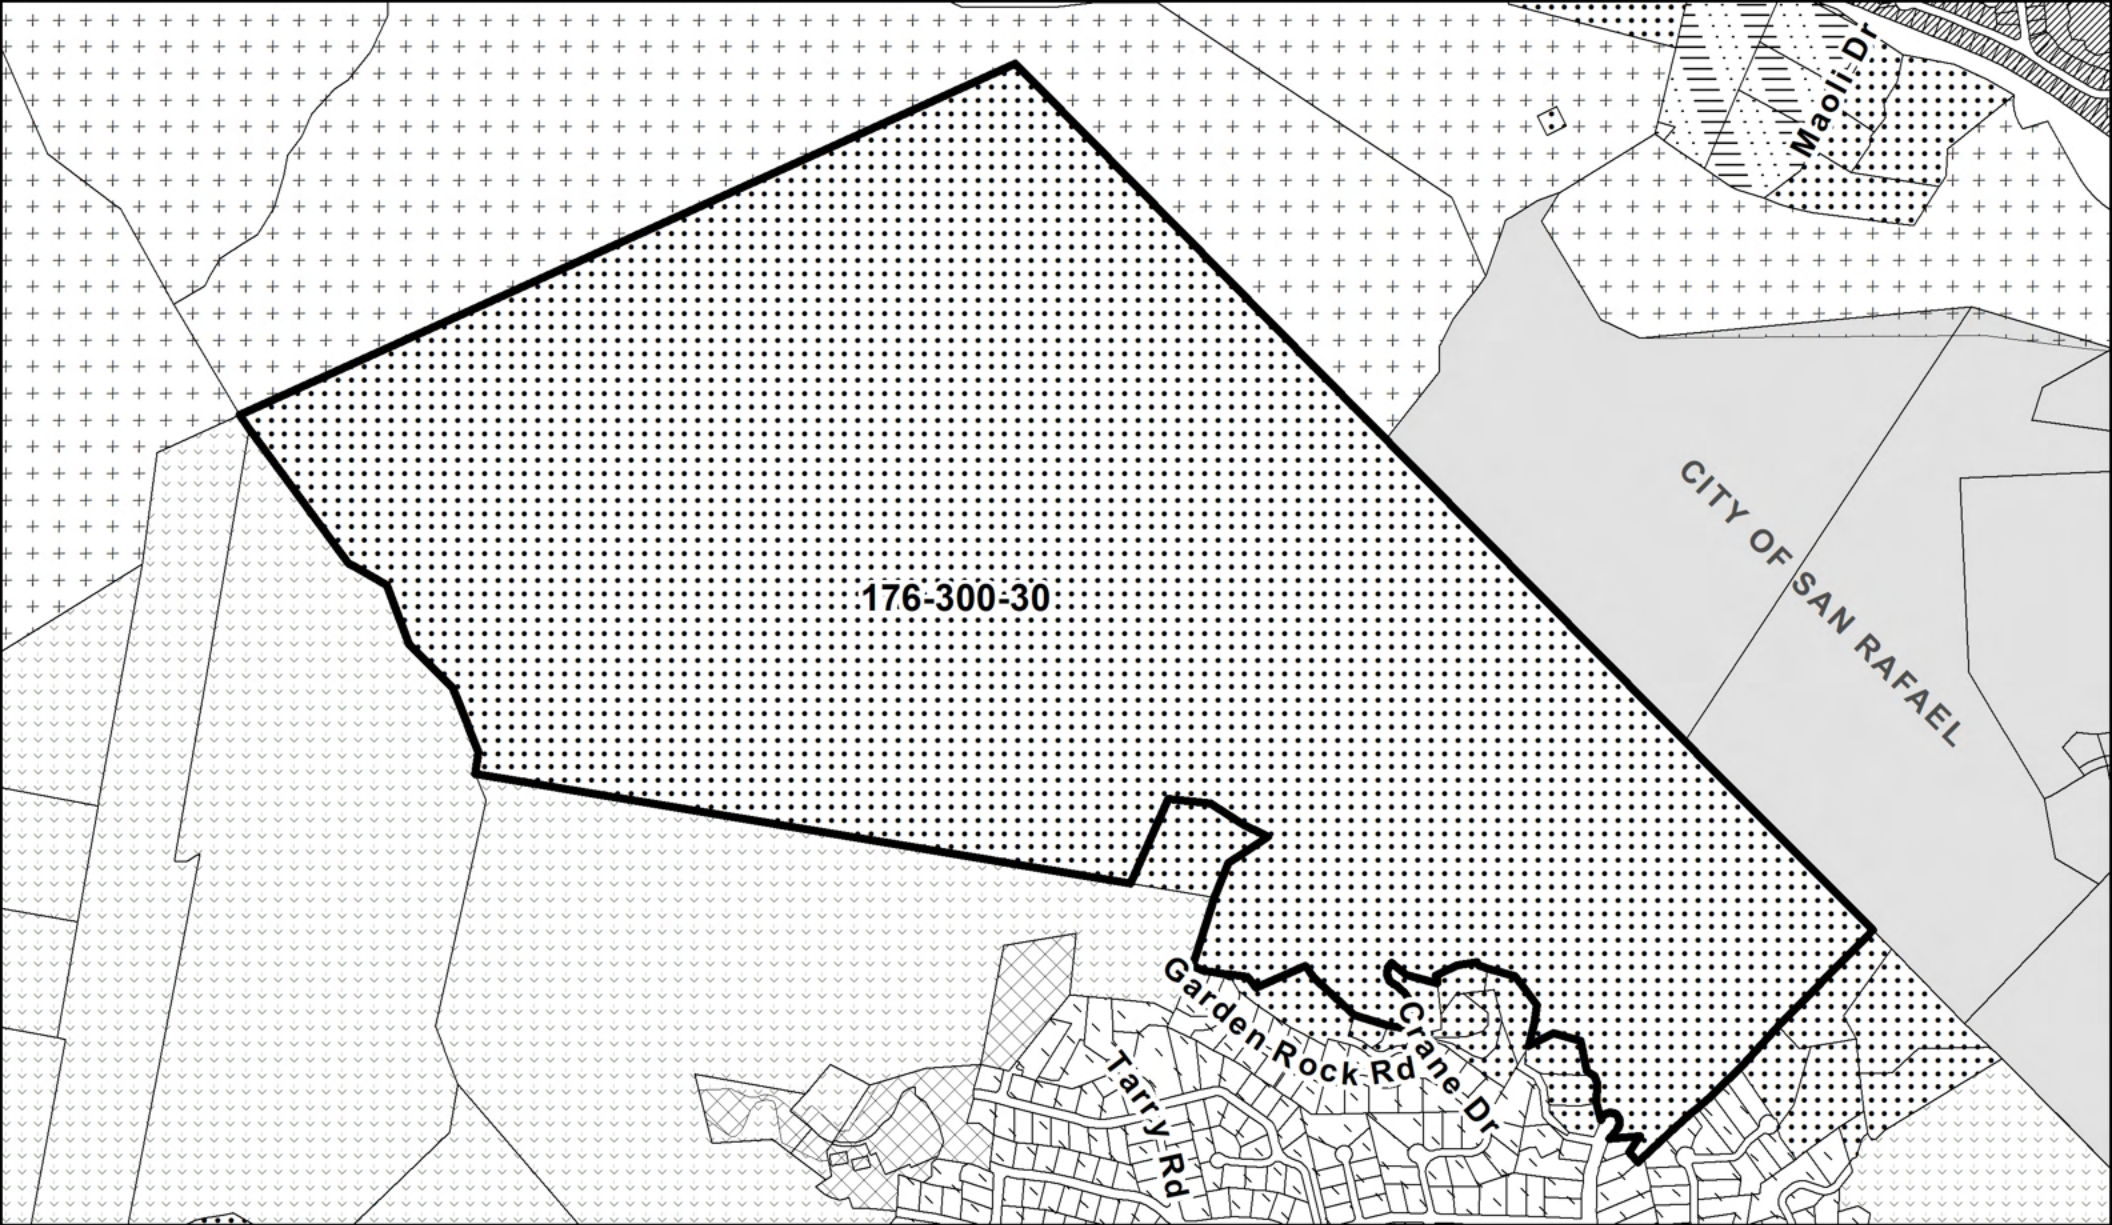 Maoli Dr
CITY OF SAN RAFAEL
176-300-30
Garden Rock Rd
Crane Dr
Tarry Rd